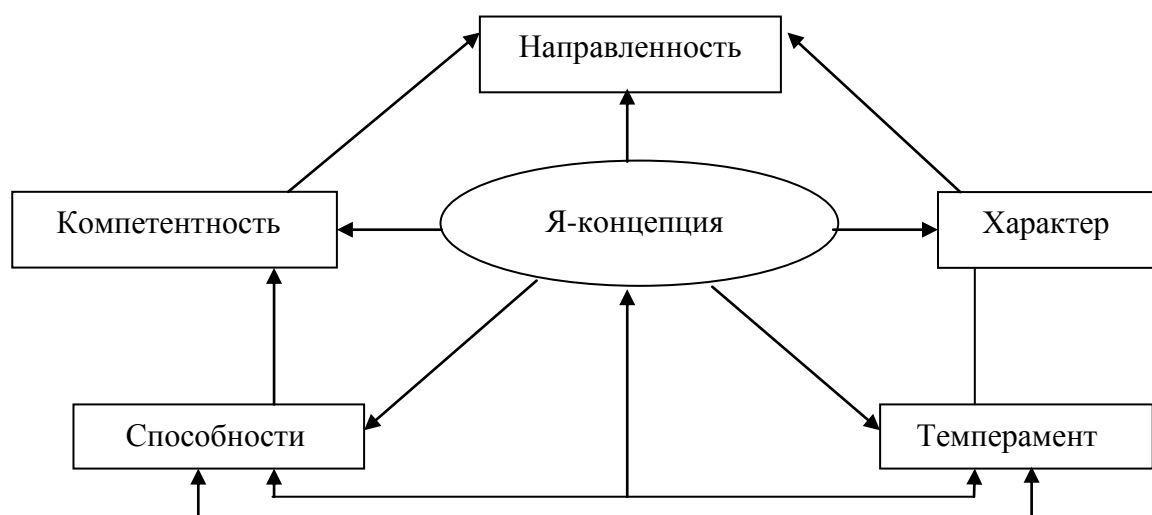 Направленность
Компетентность
Я-концепция
Характер
Способности
Темперамент